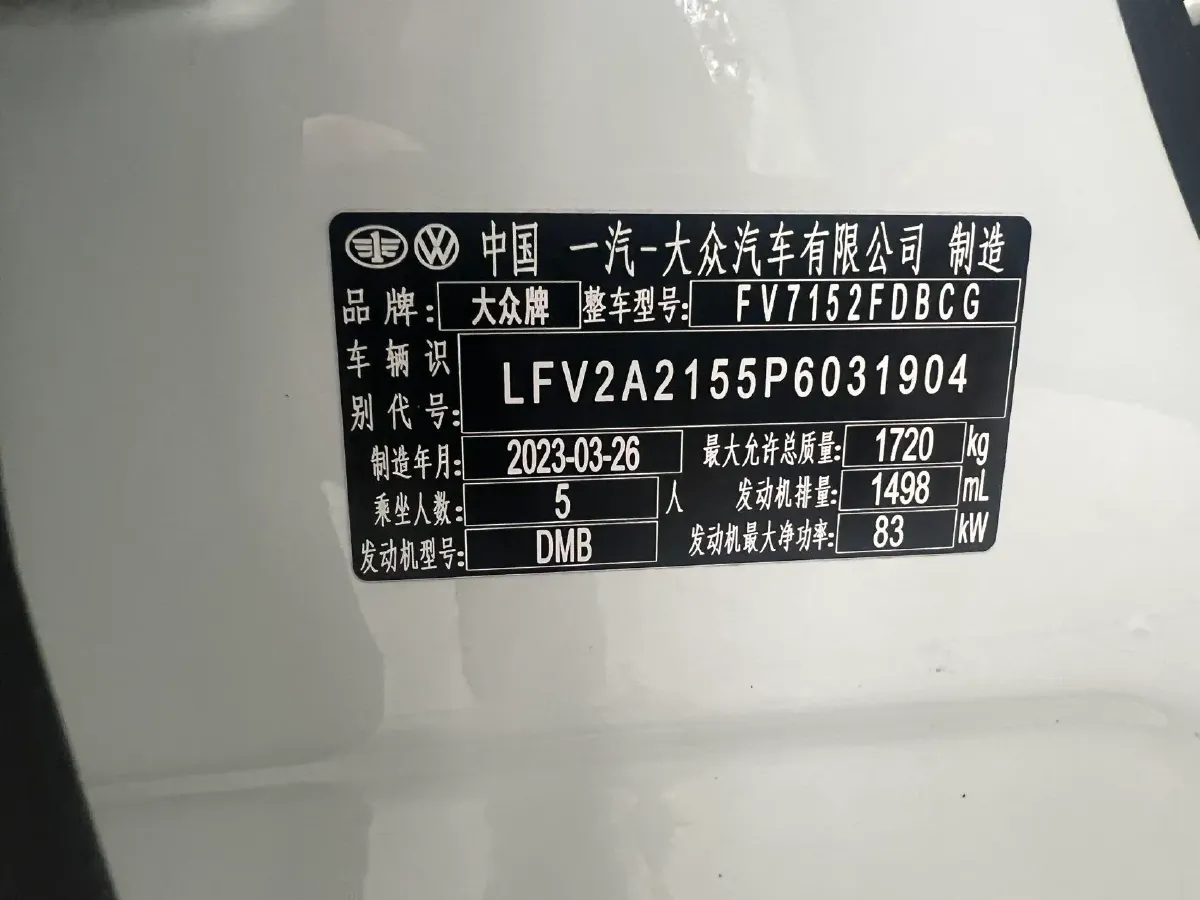 中国 一汽-大众汽车有限公司 制造
品牌: 大众牌 整车型号: FV7152FDBCG
车辆识别代号: LFV2A2155P6031904
制造年月: 2023-03-26 最大允许总质量: 1720 kg
乘坐人数: 5 人 发动机排量: 1498 mL
发动机型号: DMB 发动机最大净功率: 83 kW